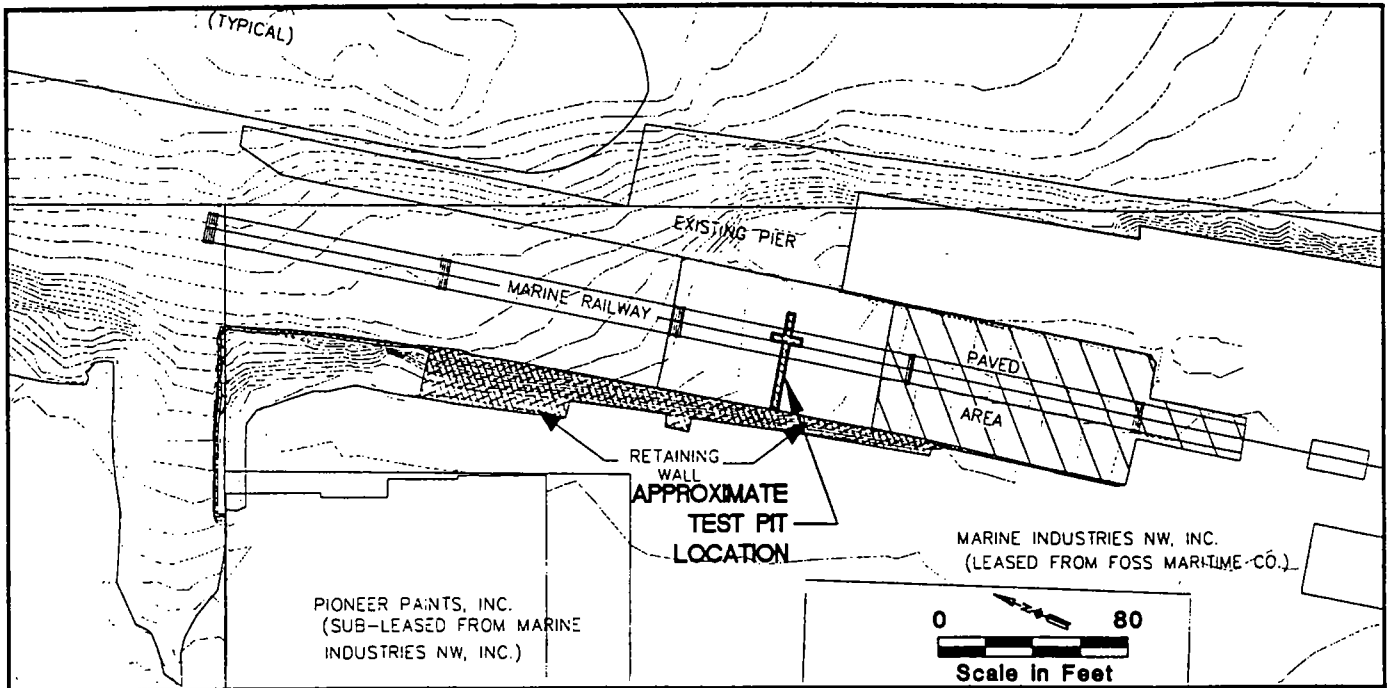 (TYPICAL)
EXISTING PIER
MARINE RAILWAY
PAVED
AREA
RETAINING
WALL
APPROXIMATE
TEST PIT
LOCATION
MARINE INDUSTRIES NW, INC.
(LEASED FROM FOSS MARITIME CO.)
PIONEER PAINTS, INC.
(SUB-LEASED FROM MARINE
INDUSTRIES NW, INC.)
0 80
Scale in Feet